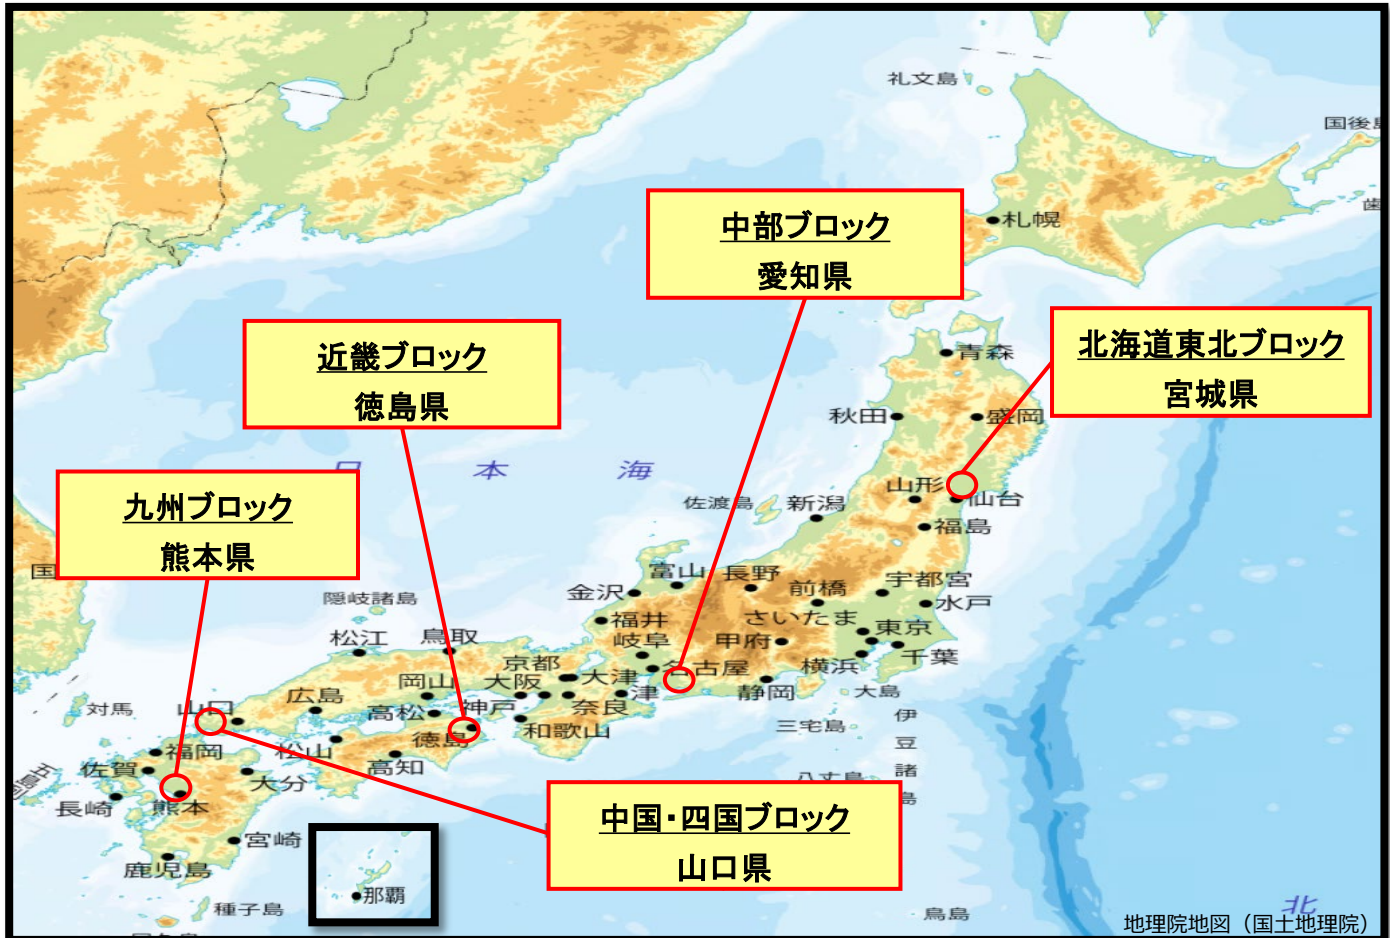 礼文島
国後島
歯
札幌
中部ブロック
愛知県
北海道東北ブロック
宮城県
近畿ブロック
徳島県
青森
秋田
盛岡
日本海
九州ブロック
熊本県
山形
仙台
佐渡島
新潟
福島
国
富山
長野
前橋
宇都宮
金沢
水戸
隠岐諸島
さいたま
福井
東京
松江
鳥取
岐阜
甲府
千葉
京都
大津
名古屋
横浜
岡山
大阪
津
静岡
大島
広島
神戸
奈良
対馬
山口
高松
和歌山
三宅島
伊豆諸島
徳島
福岡
松山
佐賀
高知
八丈島
大分
五島列
長崎
熊本
中国・四国ブロック
山口県
宮崎
鹿児島
那覇
種子島
鳥島
北
地理院地図（国土地理院）